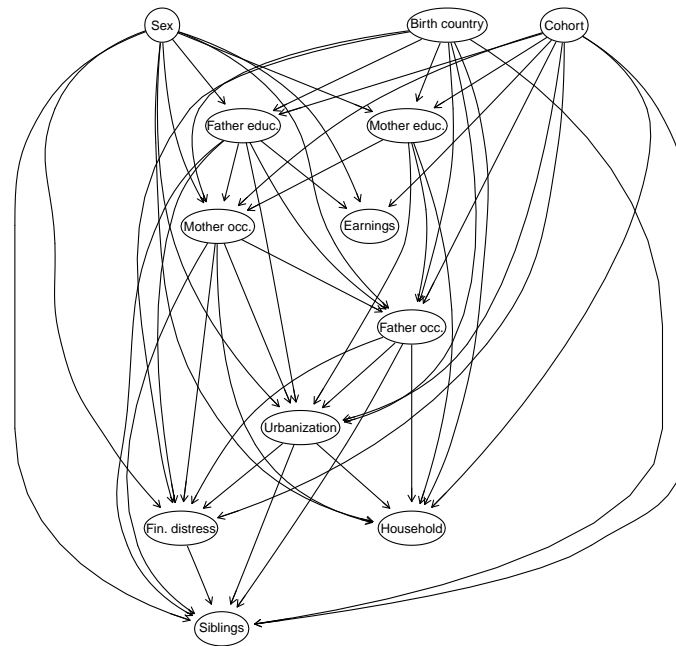 Sex
Birth country
Cohort
Father educ.
Mother educ.
Mother occ.
Earnings
Father occ.
Urbanization
Fin. distress
Household
Siblings